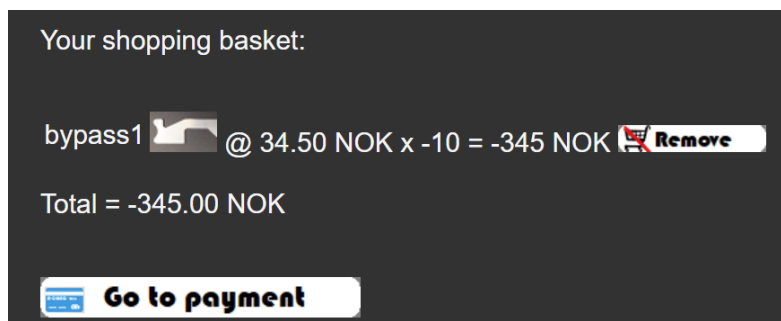 Your shopping basket:
bypass1 @ 34.50 NOK x -10 = -345 NOK Remove
Total = -345.00 NOK
Go to payment